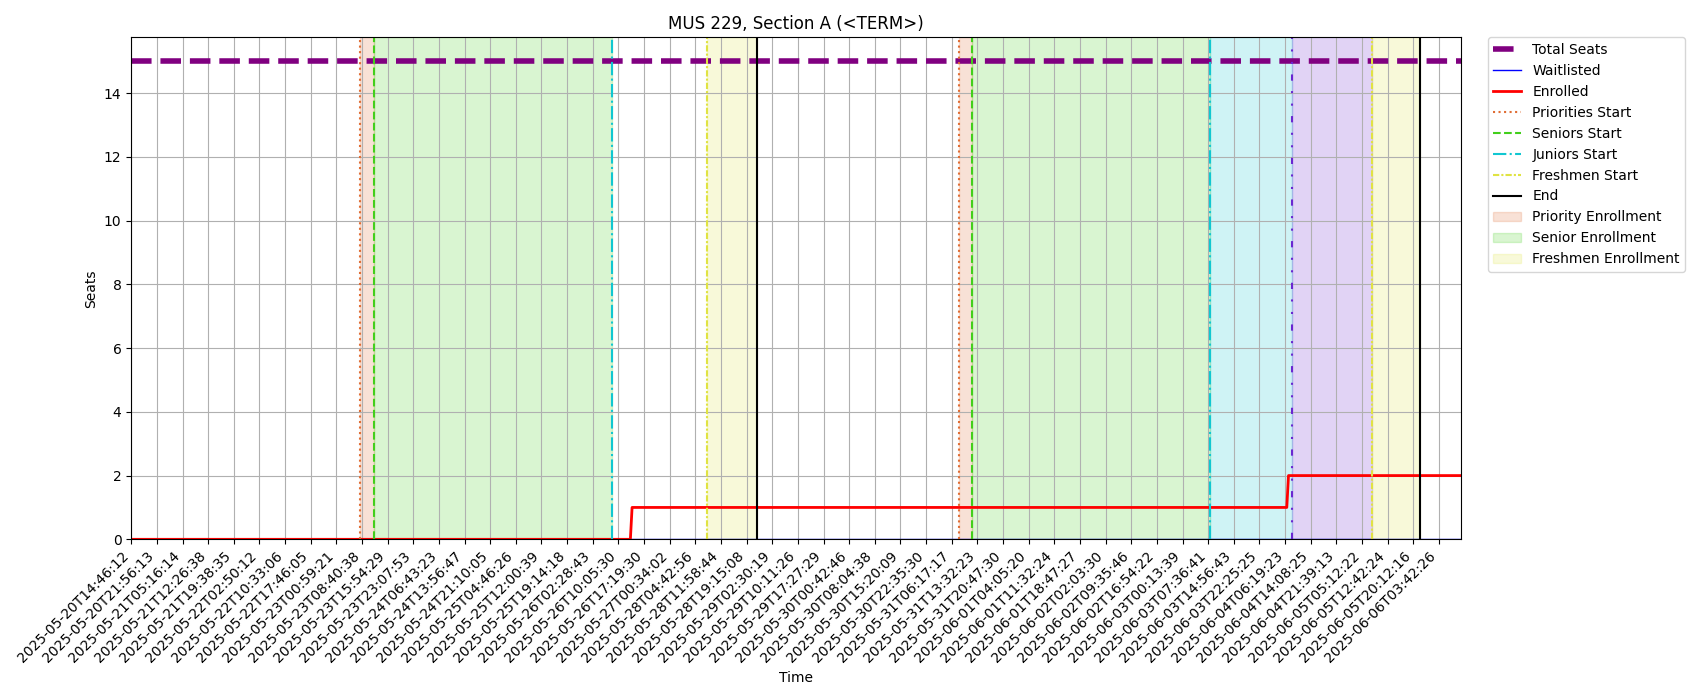 MUS 229, Section A (<TERM>)
Seats
14
12
10
8
6
4
2
0
2025-05-20T14:46:12
2025-05-20T21:56:13
2025-05-21T05:16:14
2025-05-21T12:26:38
2025-05-21T19:38:35
2025-05-22T02:50:12
2025-05-22T10:33:06
2025-05-22T17:46:05
2025-05-23T00:59:21
2025-05-23T08:40:38
2025-05-23T15:54:29
2025-05-23T23:07:53
2025-05-24T06:43:23
2025-05-24T13:56:47
2025-05-24T21:10:05
2025-05-25T04:46:26
2025-05-25T12:00:39
2025-05-25T19:14:18
2025-05-26T02:28:43
2025-05-26T10:05:30
2025-05-26T17:19:30
2025-05-27T00:34:02
2025-05-28T04:42:56
2025-05-28T11:58:44
2025-05-28T19:15:08
2025-05-29T02:30:19
2025-05-29T10:11:26
2025-05-29T17:27:29
2025-05-30T00:42:46
2025-05-30T08:04:38
2025-05-30T15:20:09
2025-05-30T22:35:30
2025-05-31T06:17:17
2025-05-31T13:32:23
2025-05-31T20:47:30
2025-06-01T04:05:20
2025-06-01T11:32:24
2025-06-01T18:47:27
2025-06-02T02:03:30
2025-06-02T09:35:46
2025-06-02T16:54:22
2025-06-03T00:13:39
2025-06-03T07:36:41
2025-06-03T14:56:43
2025-06-03T22:25:25
2025-06-04T06:19:23
2025-06-04T14:08:25
2025-06-04T21:39:13
2025-06-05T05:12:22
2025-06-05T12:42:24
2025-06-05T20:12:16
2025-06-06T03:42:26
Time
Total Seats
Waitlisted
Enrolled
Priorities Start
Seniors Start
Juniors Start
Freshmen Start
End
Priority Enrollment
Senior Enrollment
Freshmen Enrollment